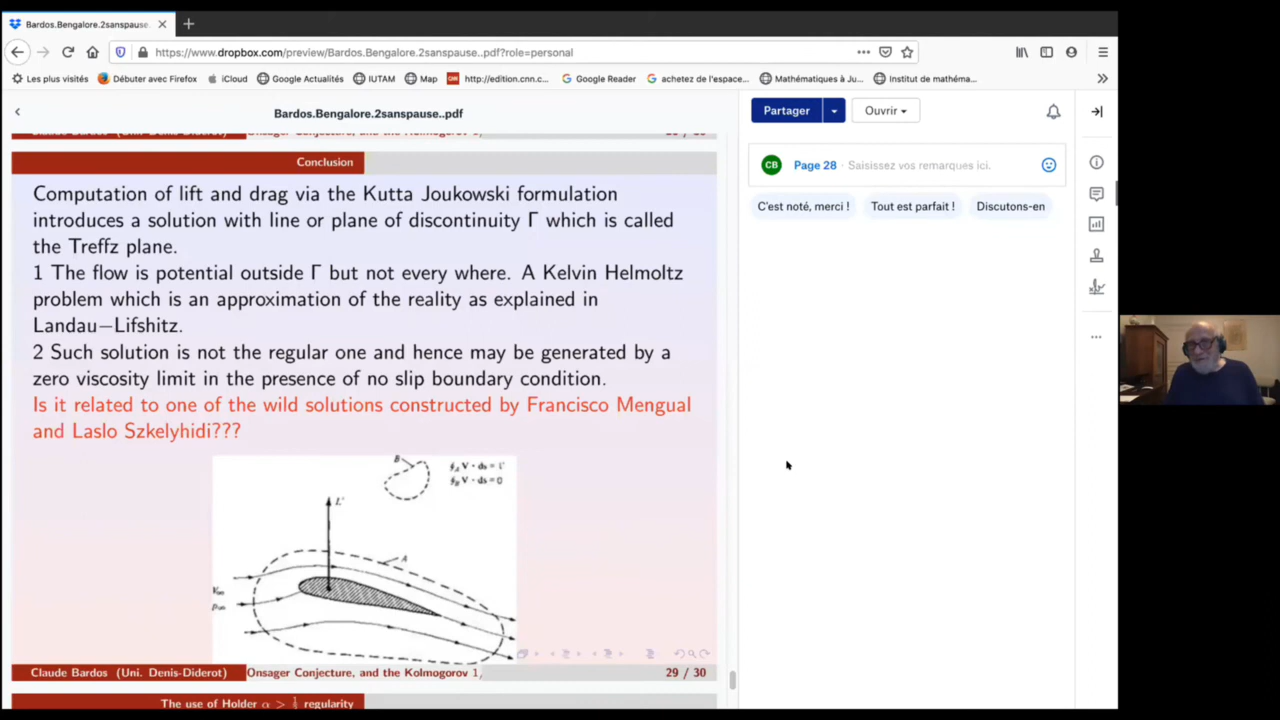 Bardos.Bengalore.2sanspause.
https://www.dropbox.com/preview/Bardos.Bengalore.2sanspause..pdf?role=personal
Les plus visités Débuter avec Firefox iCloud Google Actualités IUTAM Map http://edition.cnn.c... Google Reader achetez de l'espace... Mathématiques à Ju... Institut de mathéma...
Bardos.Bengalore.2sanspause..pdf
Partager Ouvrir
Conclusion
Computation of lift and drag via the Kutta Joukowski formulation
introduces a solution with line or plane of discontinuity Γ which is called
the Treffz plane.
1 The flow is potential outside Γ but not every where. A Kelvin Helmoltz
problem which is an approximation of the reality as explained in
Landau–Lifshitz.
2 Such solution is not the regular one and hence may be generated by a
zero viscosity limit in the presence of no slip boundary condition.
Is it related to one of the wild solutions constructed by Francisco Mengual
and Laslo Szkelyhidi???
B
∮A V · ds = Γ
∮B V · ds = 0
L'
A
V∞
p∞
Claude Bardos (Uni. Denis-Diderot) Onsager Conjecture, and the Kolmogorov 1, 29 / 30
The use of Holder α > 1/3 regularity
CB Page 28 Saisissez vos remarques ici.
C'est noté, merci ! Tout est parfait ! Discutons-en